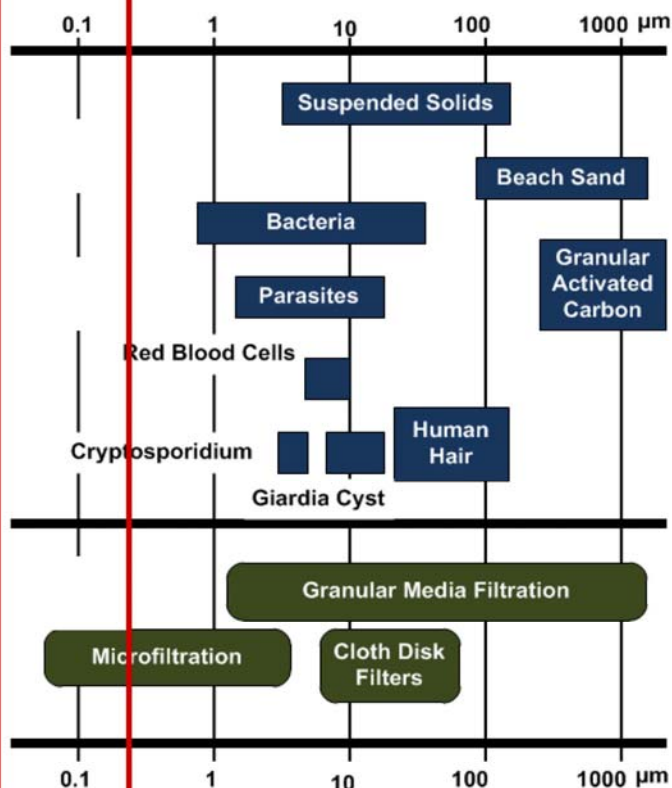 0.1 1 10 100 1000 μm
Suspended Solids
Beach Sand
Bacteria
Granular
Activated
Carbon
Parasites
Red Blood Cells
Human
Hair
Cryptosporidium
Giardia Cyst
Granular Media Filtration
Microfiltration
Cloth Disk
Filters
0.1 1 10 100 1000 μm